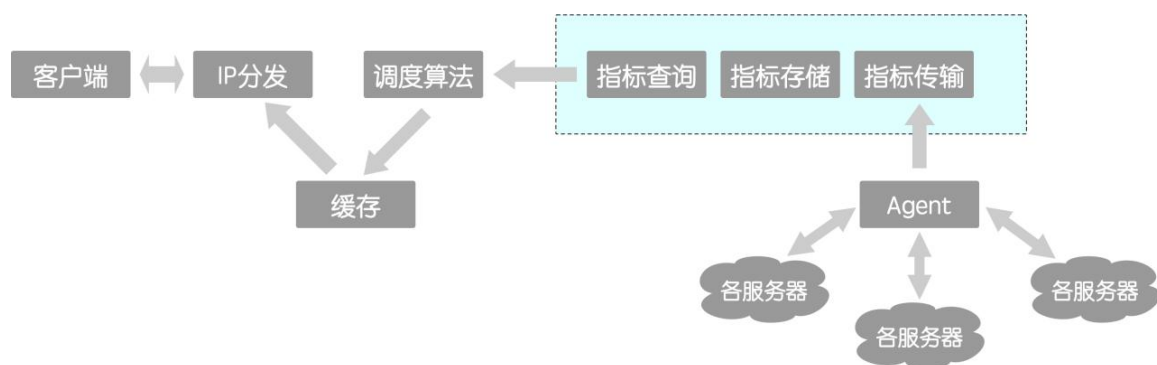 客户端
IP分发
调度算法
指标查询
指标存储
指标传输
缓存
Agent
各服务器
各服务器
各服务器